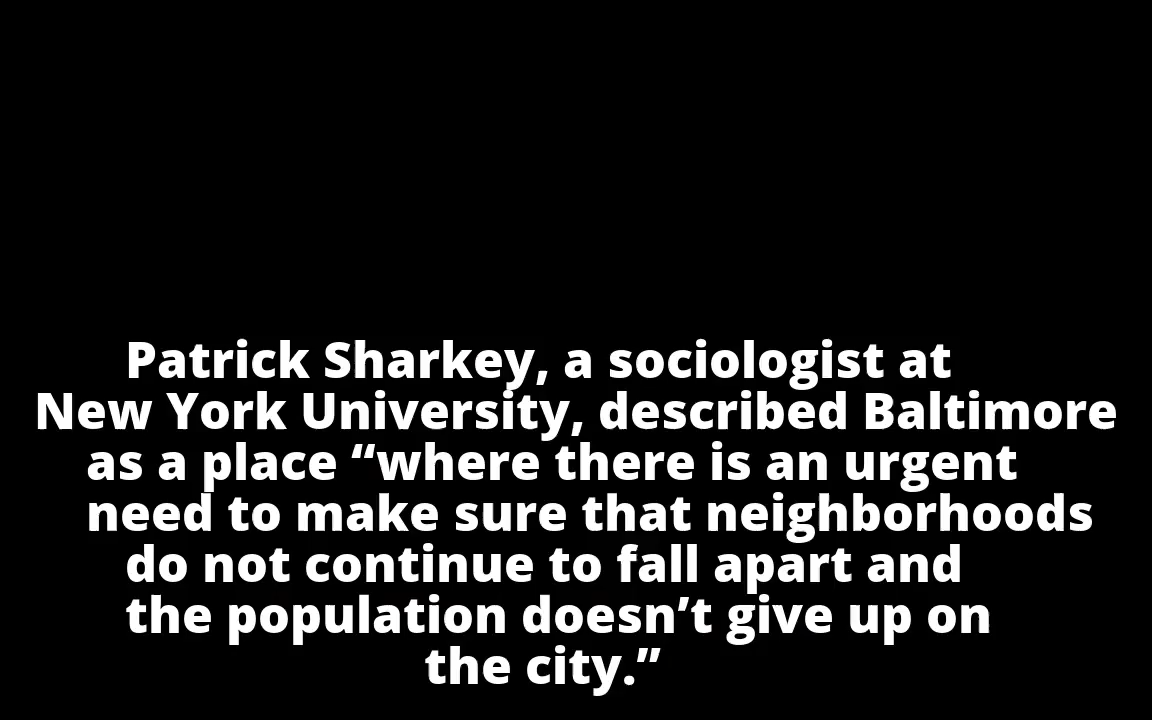 Patrick Sharkey, a sociologist at
New York University, described Baltimore
as a place “where there is an urgent
need to make sure that neighborhoods
do not continue to fall apart and
the population doesn’t give up on
the city.”